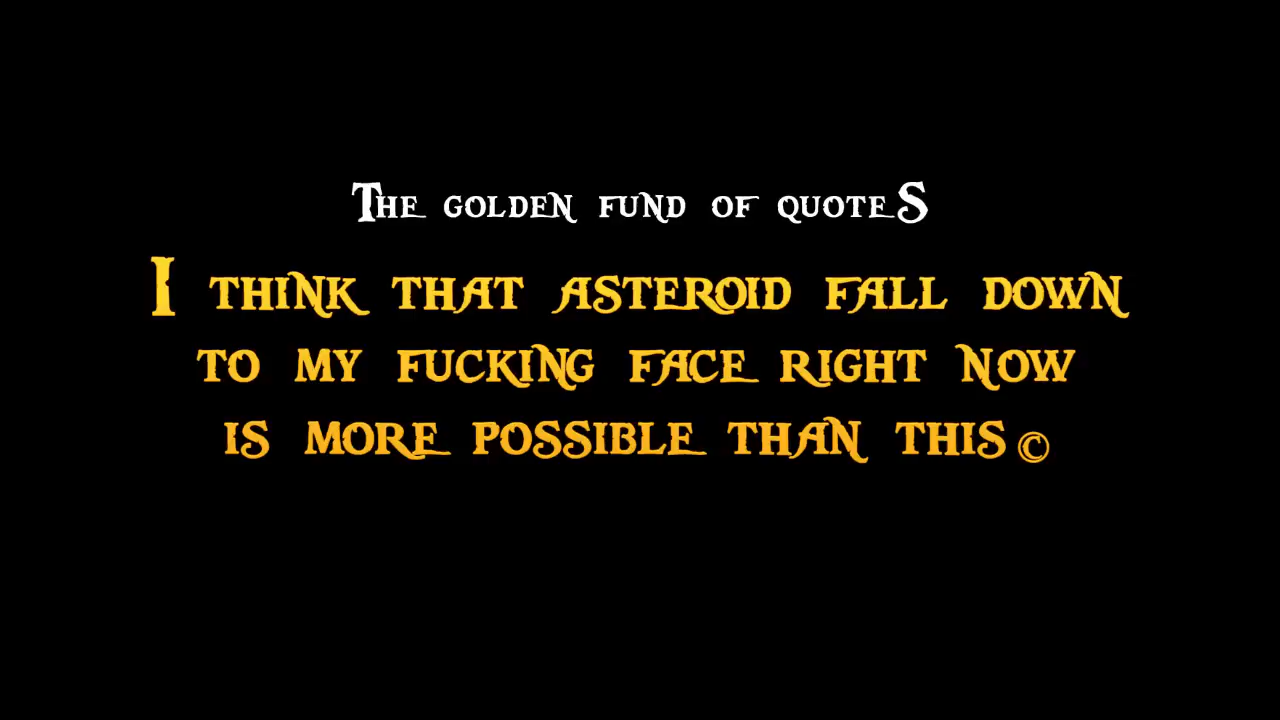 The golden fund of quoteS
I think that asteroid fall down
to my fucking face right now
is more possible than this ©